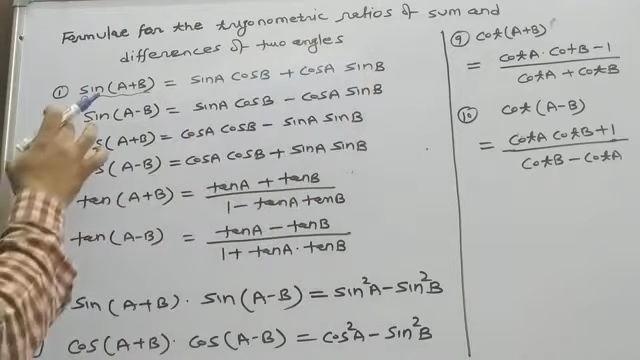 Formulae for the trygonometric ratios of sum and
differences of two angles
① sin(A+B) = sinA cosB + cosA sinB
sin(A-B) = sinA cosB - cosA sinB
s(A+B) = cosA cosB - sinA sinB
s(A-B) = cosA cosB + sinA sinB
tan(A+B) = tanA + tanB / 1 - tanA tanB
tan(A-B) = tanA - tanB / 1 + tanA · tanB
sin(A+B) · sin(A-B) = sin²A - sin²B
cos(A+B) · cos(A-B) = cos²A - sin²B
⑨ cot(A+B)
= cotA · cotB - 1 / cotA + cotB
⑩ cot(A-B)
= cotA cotB + 1 / cotB - cotA